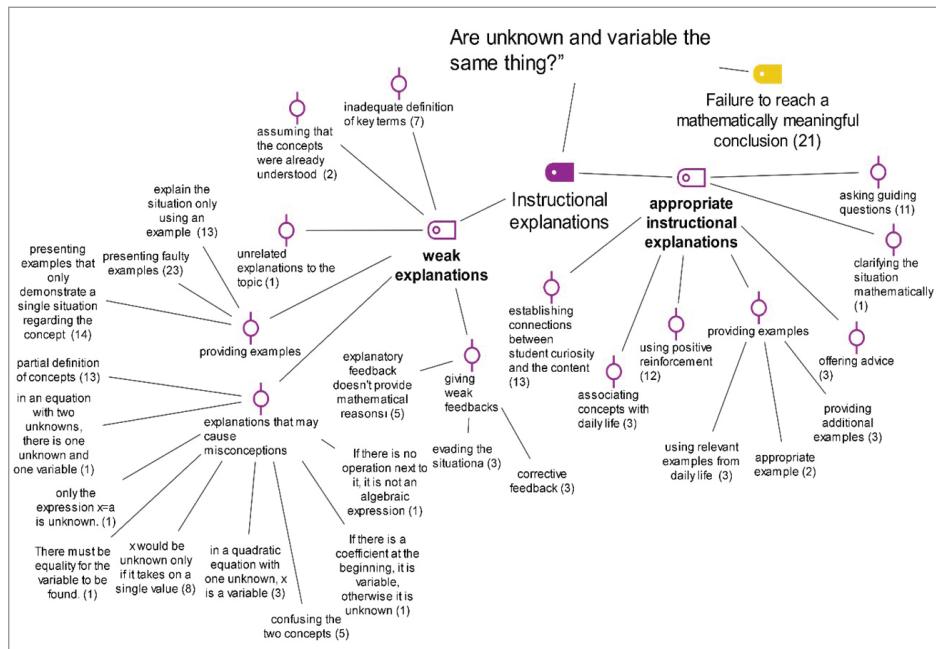 Are unknown and variable the
same thing?”
Failure to reach a
mathematically meaningful
conclusion (21)
inadequate definition
of key terms (7)
assuming that
the concepts
were already
understood (2)
explain the
situation only
using an
example (13)
Instructional
explanations
appropriate
instructional
explanations
asking guiding
questions (11)
weak
explanations
unrelated
explanations to the
topic (1)
presenting examples that
only
demonstrate a
single situation
regarding the
concept (14)
presenting faulty
examples (23)
clarifying the
situation
mathematically
(1)
providing examples
establishing
connections
between
student curiosity
and the content
(13)
using positive
reinforcement
(12)
providing examples
offering advice
(3)
partial definition
of concepts (13)
explanatory
feedback
doesn't provide
mathematical
reasonsı (5)
giving
weak
feedbacks
associating
concepts with
daily life (3)
providing
additional
examples (3)
in an equation
with two
unknowns,
there is one
unknown and
one variable (1)
explanations that may
cause
misconceptions
evading the
situationa (3)
corrective
feedback (3)
using relevant
examples from
daily life (3)
appropriate
example (2)
If there is no
operation next to
it, it is not an
algebraic
expression (1)
only the
expression x=a
is unknown. (1)
There must be
equality for the
variable to be
found. (1)
x would be
unknown only
if it takes on a
single value (8)
in a quadratic
equation with
one unknown, x
is a variable (3)
If there is a
coefficient at the
beginning, it is
variable,
otherwise it is
unknown (1)
confusing the
two concepts (5)